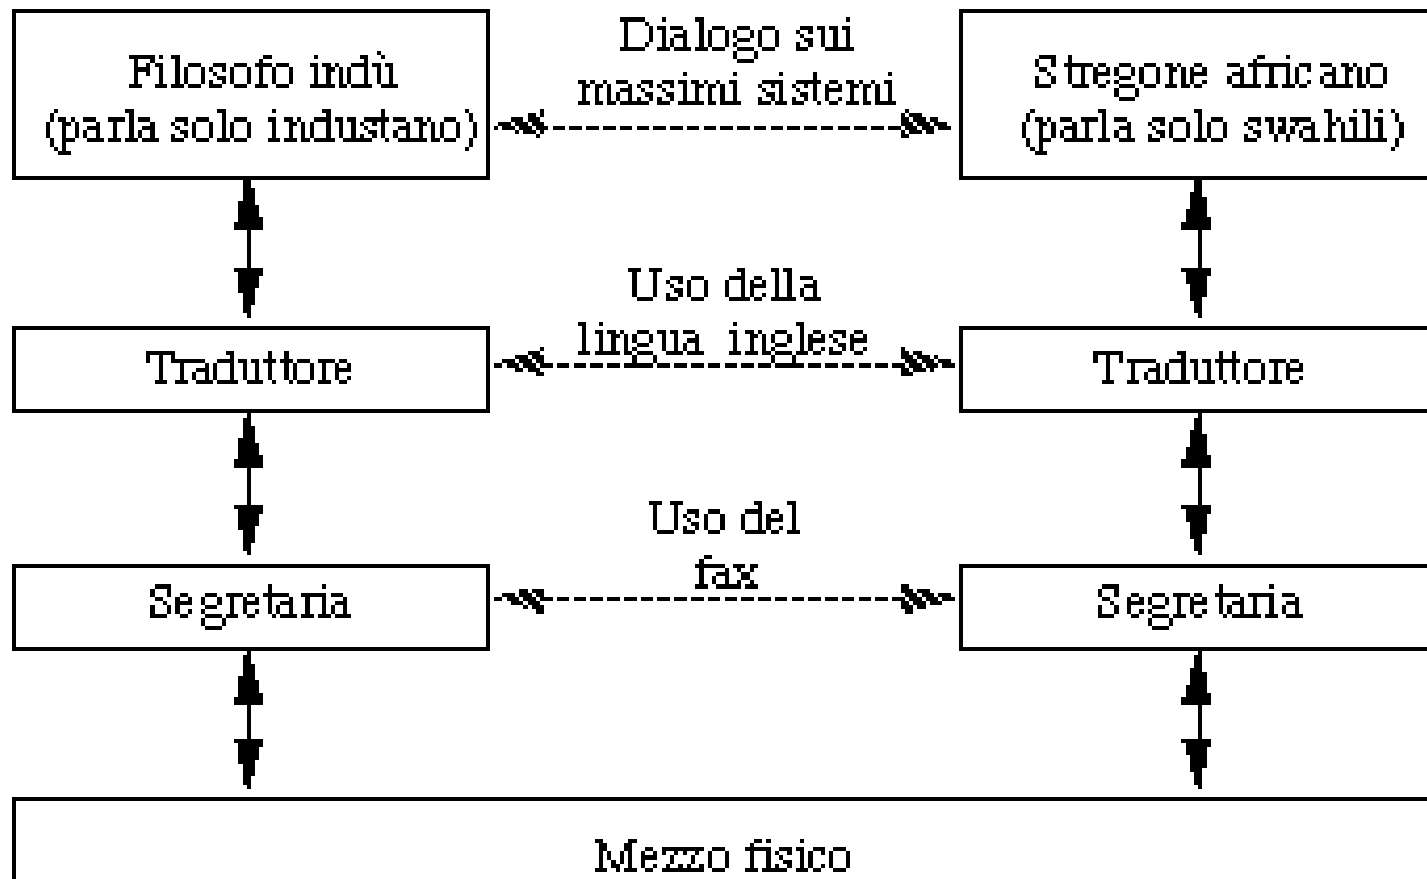 Filosofo indù
(parla solo industano)
Dialogo sui
massimi sistemi
Stregone africano
(parla solo swahili)
Traduttore
Uso della
lingua inglese
Traduttore
Segretaria
Uso del
fax
Segretaria
Mezzo fisico